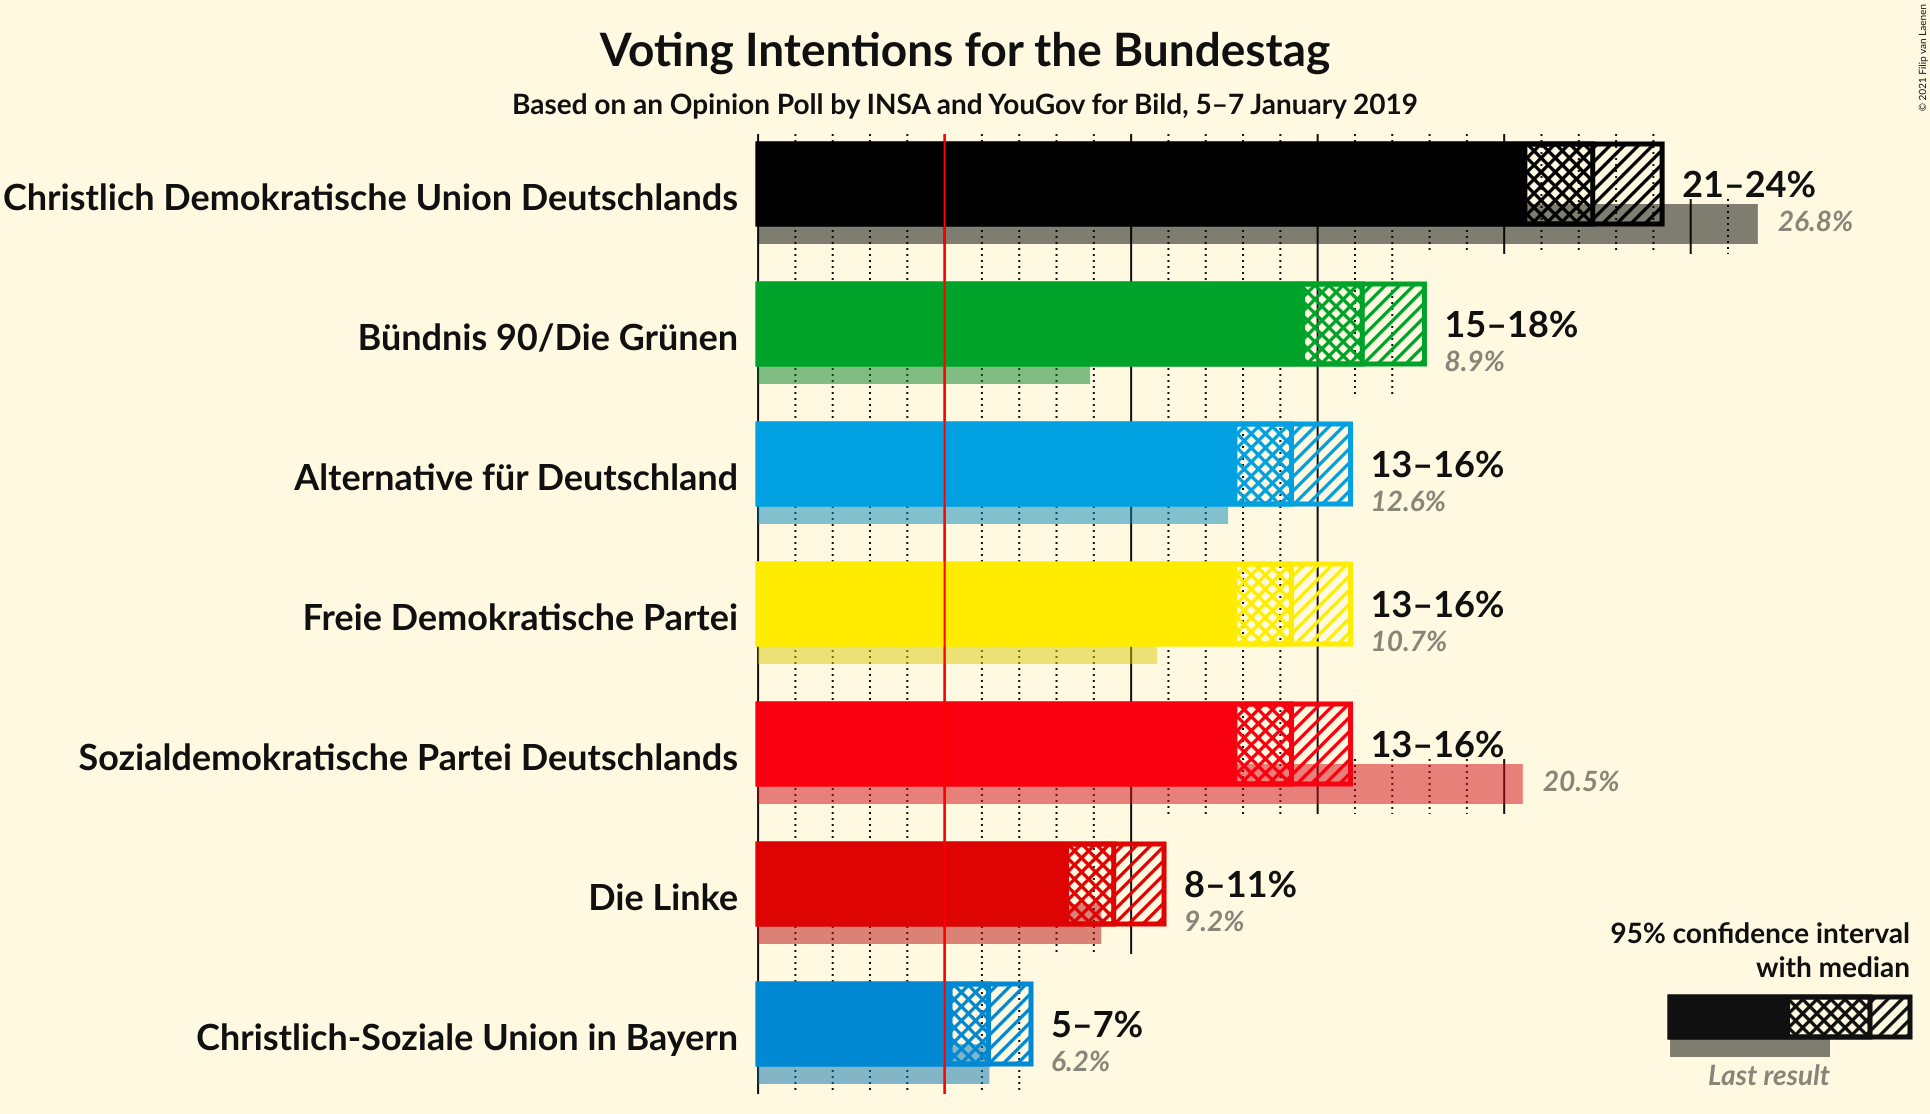 Voting Intentions for the Bundestag
Based on an Opinion Poll by INSA and YouGov for Bild, 5–7 January 2019
© 2021 Filip van Laenen
Christlich Demokratische Union Deutschlands
21–24%
26.8%
Bündnis 90/Die Grünen
15–18%
8.9%
Alternative für Deutschland
13–16%
12.6%
Freie Demokratische Partei
13–16%
10.7%
Sozialdemokratische Partei Deutschlands
13–16%
20.5%
Die Linke
8–11%
9.2%
Christlich-Soziale Union in Bayern
5–7%
6.2%
95% confidence interval
with median
Last result